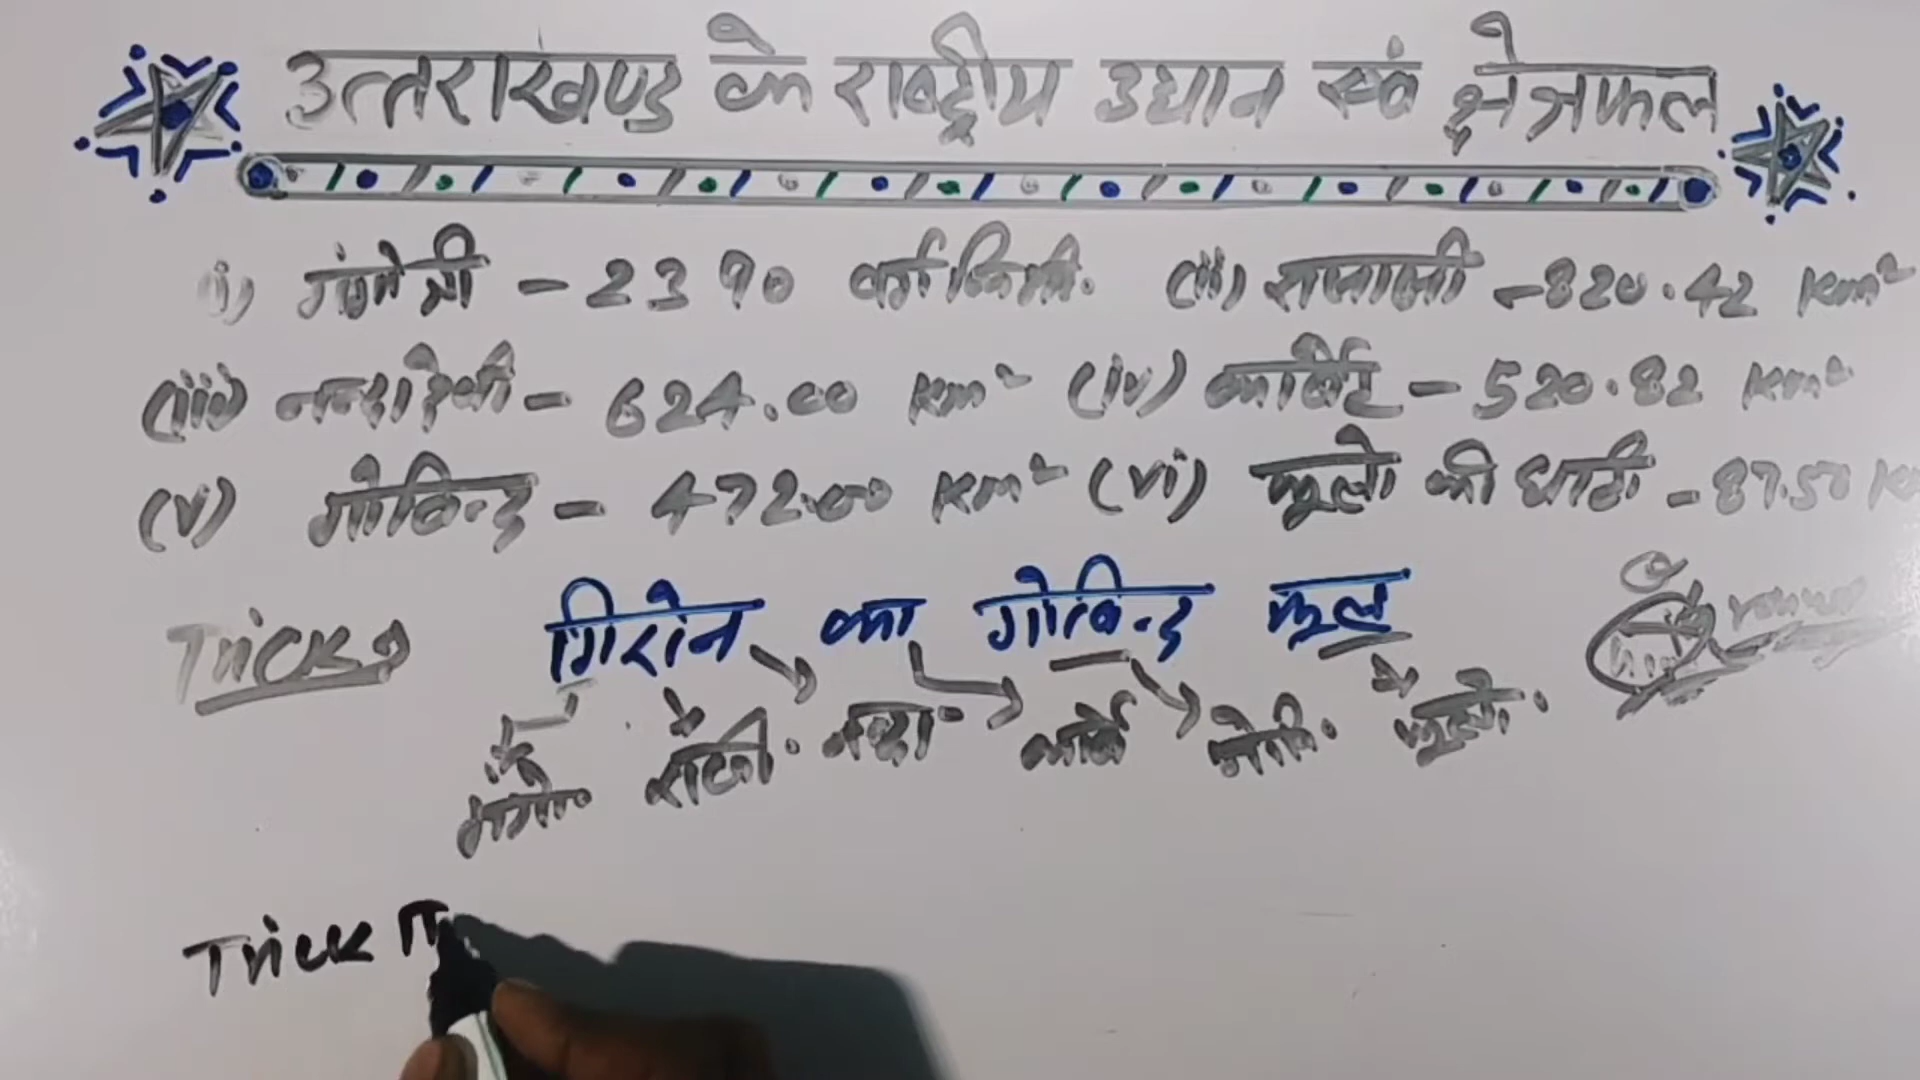 उत्तराखण्ड के राष्ट्रीय उद्यान एवं क्षेत्रफल
i) गंगोत्री - 2390 वर्ग किमी. (ii) राजाजी - 820.42 Km²
(iii) नन्दादेवी - 624.00 Km² (iv) कार्बेट - 520.82 Km²
(v) गोविन्द - 472.00 Km² (vi) फूलो की घाटी - 87.50 K
Trick गिरान का गोविन्द फूल
गंगो. राजा. नन्दा. कार्बे गोवि. फूलो.
Trick II